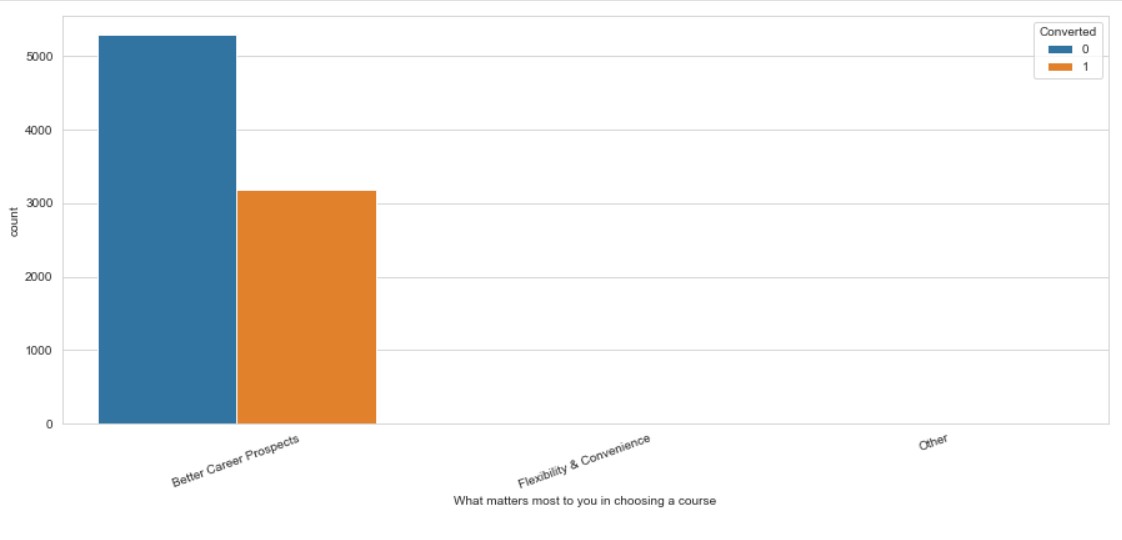 Converted
0
1
5000
4000
3000
2000
1000
0
count
Better Career Prospects
Flexibility & Convenience
Other
What matters most to you in choosing a course